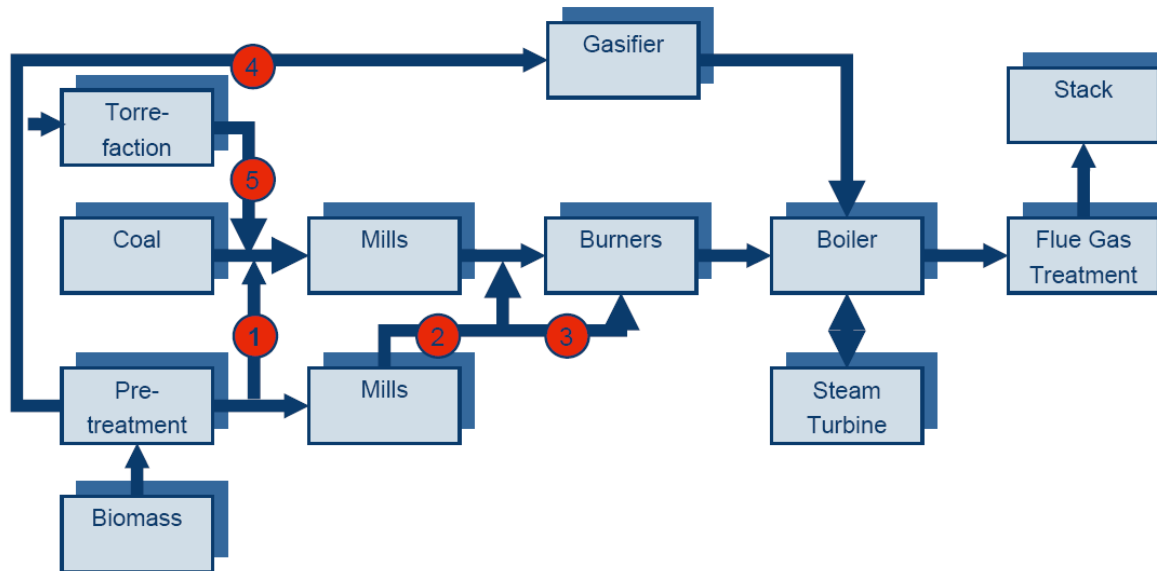 Gasifier
4
Stack
Torre-
faction
5
Coal
Mills
Burners
Boiler
Flue Gas
Treatment
1
2
3
Pre-
treatment
Mills
Steam
Turbine
Biomass